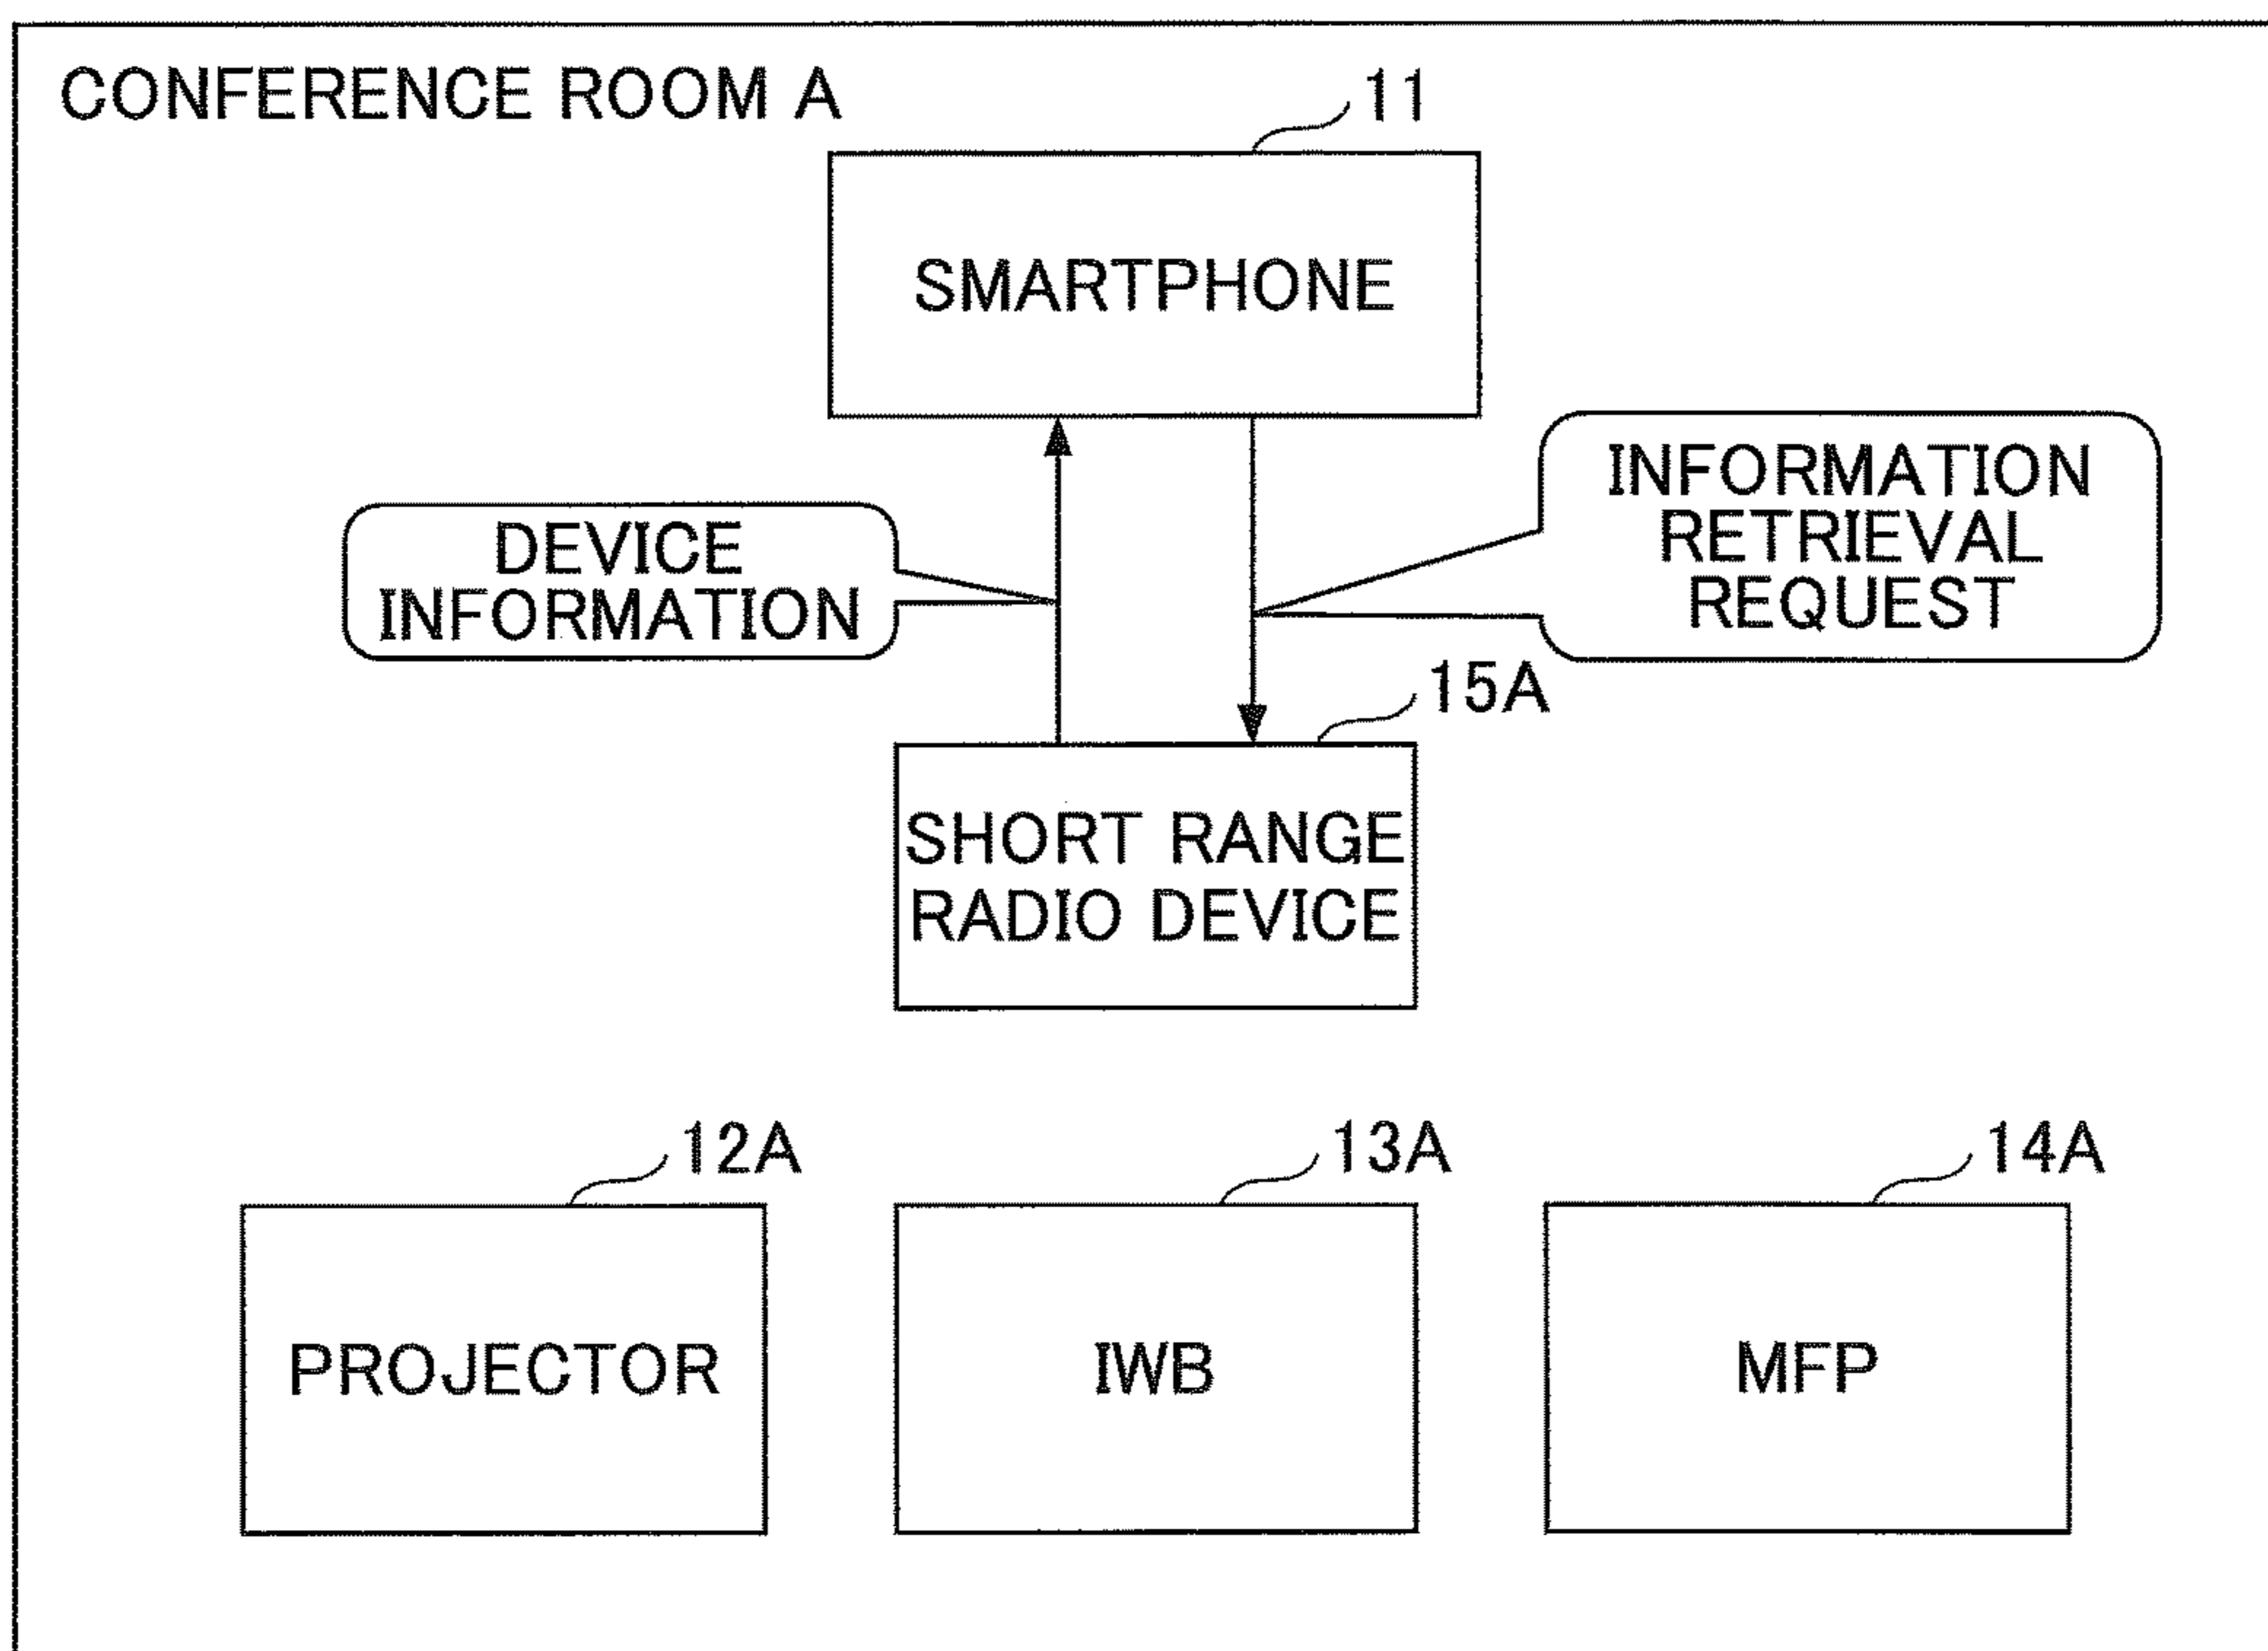 CONFERENCE ROOM A
11
SMARTPHONE
DEVICE
INFORMATION
INFORMATION
RETRIEVAL
REQUEST
15A
SHORT RANGE
RADIO DEVICE
12A
13A
14A
PROJECTOR
IWB
MFP